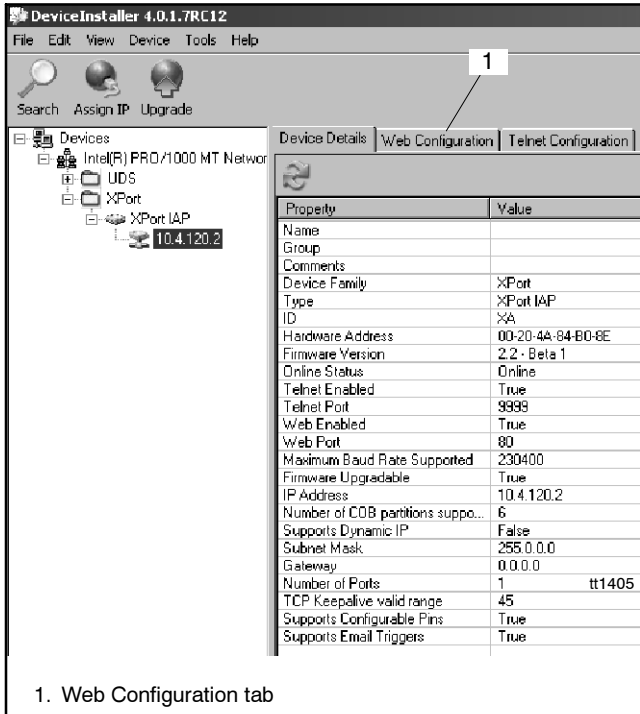 DeviceInstaller 4.0.1.7RC12
File Edit View Device Tools Help
1
Search Assign IP Upgrade
Devices
Intel(R) PRO/1000 MT Networ
UDS
XPort
XPort IAP
10.4.120.2
Device Details Web Configuration Telnet Configuration
Property Value
Name
Group
Comments
Device Family XPort
Type XPort IAP
ID XA
Hardware Address 00-20-4A-84-B0-8E
Firmware Version 2.2 - Beta 1
Online Status Online
Telnet Enabled True
Telnet Port 9999
Web Enabled True
Web Port 80
Maximum Baud Rate Supported 230400
Firmware Upgradable True
IP Address 10.4.120.2
Number of COB partitions suppo... 6
Supports Dynamic IP False
Subnet Mask 255.0.0.0
Gateway 0.0.0.0
Number of Ports 1 tt1405
TCP Keepalive valid range 45
Supports Configurable Pins True
Supports Email Triggers True
1. Web Configuration tab